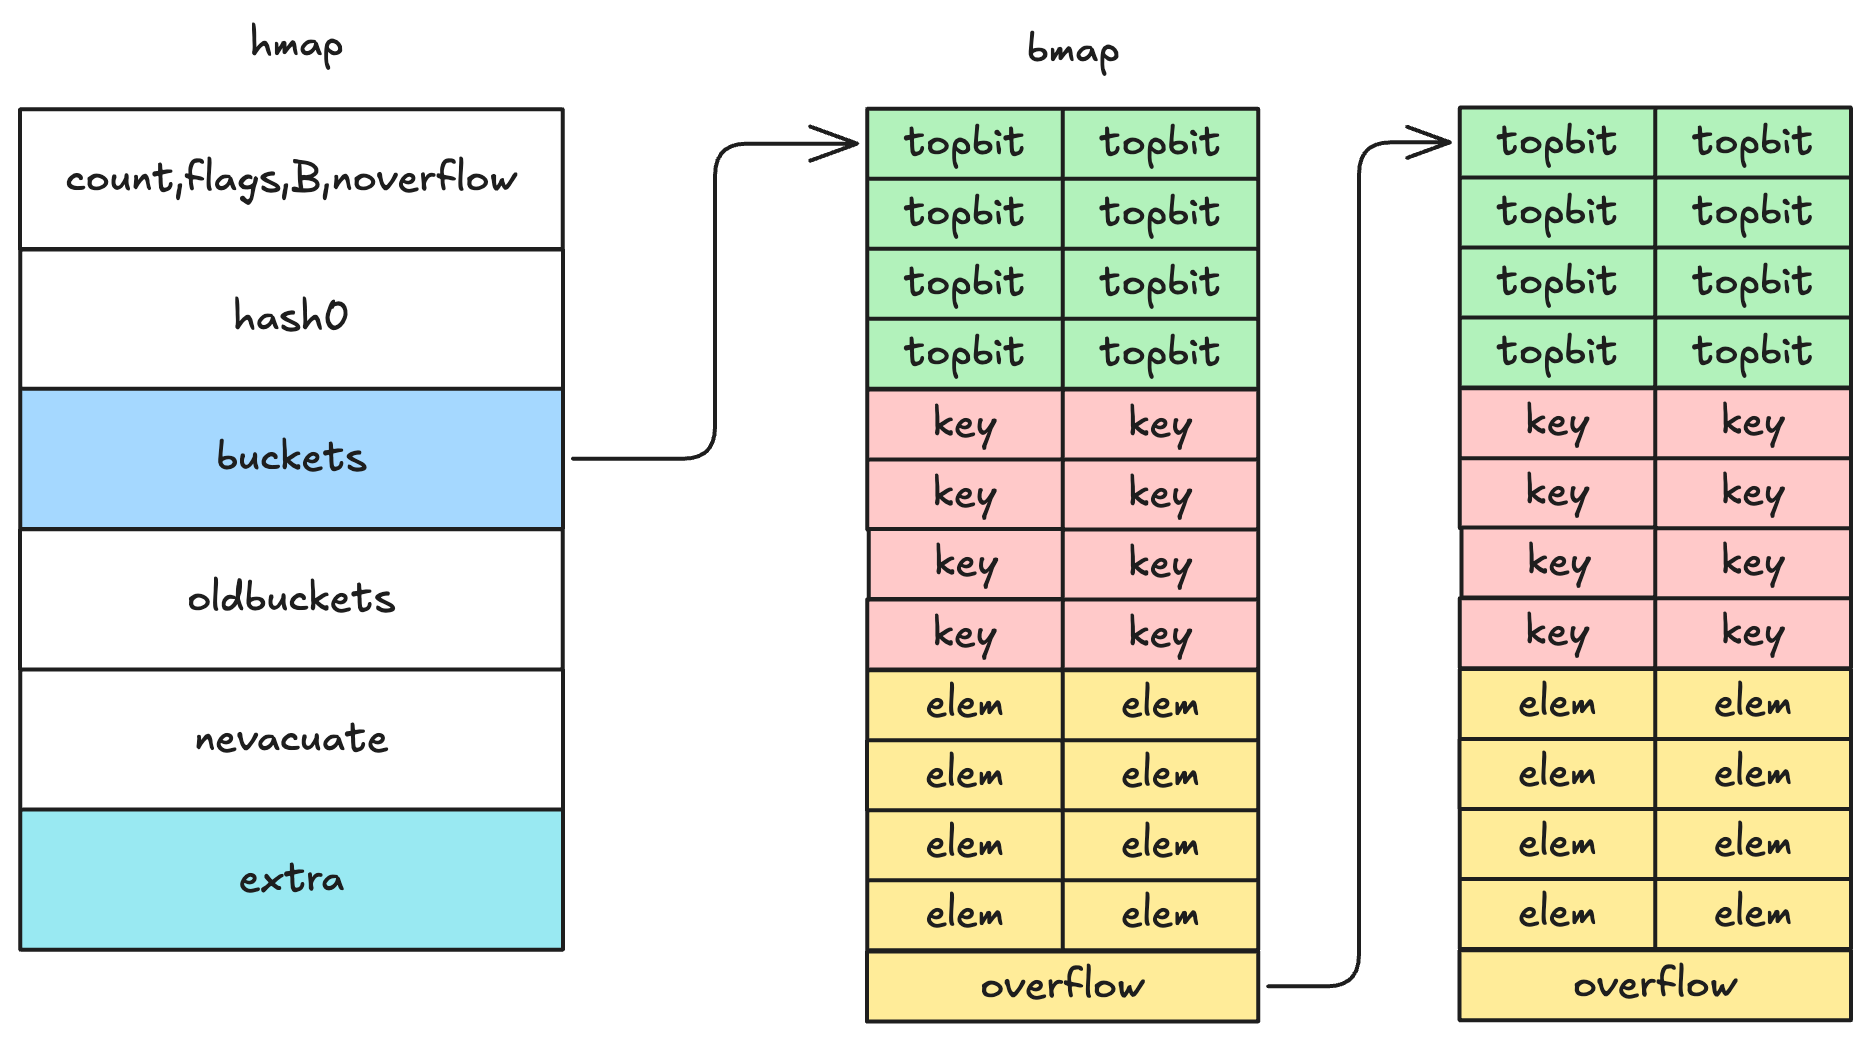 hmap
count,flags,B,noverflow
hash0
buckets
oldbuckets
nevacuate
extra
bmap
topbit topbit
topbit topbit
topbit topbit
topbit topbit
key key
key key
key key
key key
elem elem
elem elem
elem elem
elem elem
overflow
topbit topbit
topbit topbit
topbit topbit
topbit topbit
key key
key key
key key
key key
elem elem
elem elem
elem elem
elem elem
overflow